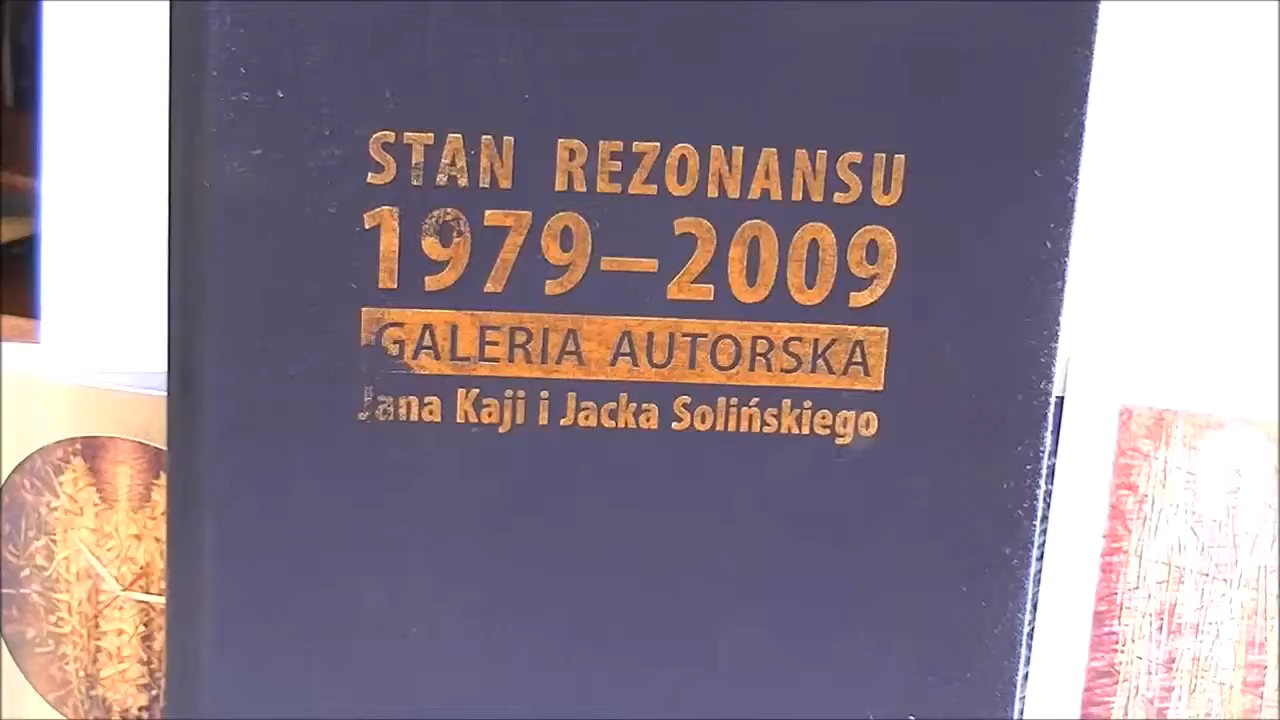 STAN REZONANSU
1979–2009
GALERIA AUTORSKA
Jana Kaji i Jacka Solińskiego